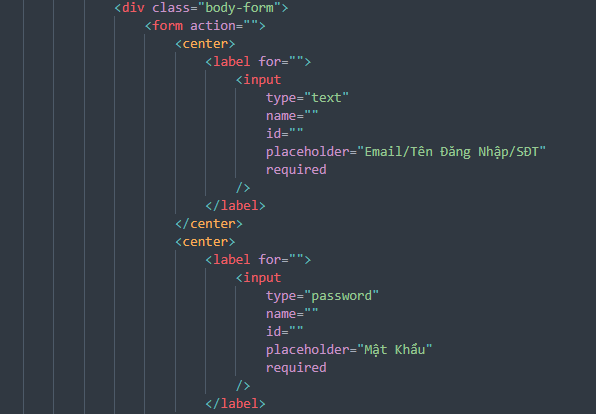 <div class="body-form">
<form action="">
<center>
<label for="">
<input
type="text"
name=""
id=""
placeholder="Email/Tên Đăng Nhập/SĐT"
required
/>
</label>
</center>
<center>
<label for="">
<input
type="password"
name=""
id=""
placeholder="Mật Khẩu"
required
/>
</label>